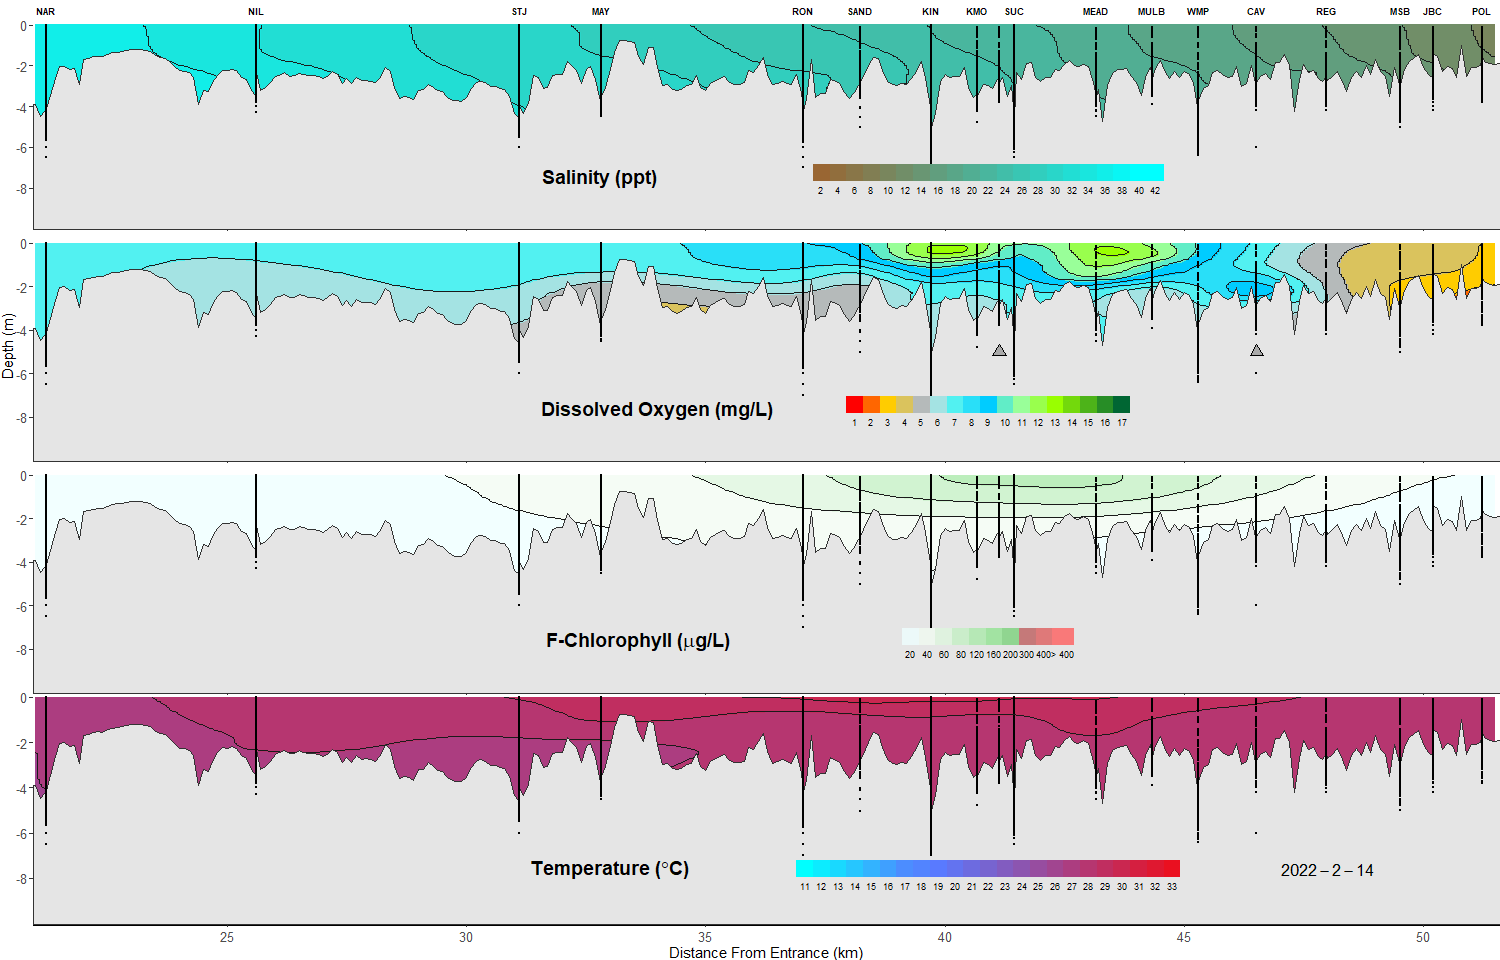 NAR NIL STJ MAY RON SAND KIN KMO SUC MEAD MULB WMP CAV REG MSB JBC POL
0
-2
-4
-6
-8
Salinity (ppt)
2 4 6 8 10 12 14 16 18 20 22 24 26 28 30 32 34 36 38 40 42
0
-2
-4
-6
-8
Depth (m)
Dissolved Oxygen (mg/L)
1 2 3 4 5 6 7 8 9 10 11 12 13 14 15 16 17
0
-2
-4
-6
-8
F-Chlorophyll (μg/L)
20 40 60 80 120 160 200 300 400> 400
0
-2
-4
-6
-8
Temperature (°C)
11 12 13 14 15 16 17 18 19 20 21 22 23 24 25 26 27 28 29 30 31 32 33
2022 – 2 – 14
25 30 35 40 45 50
Distance From Entrance (km)